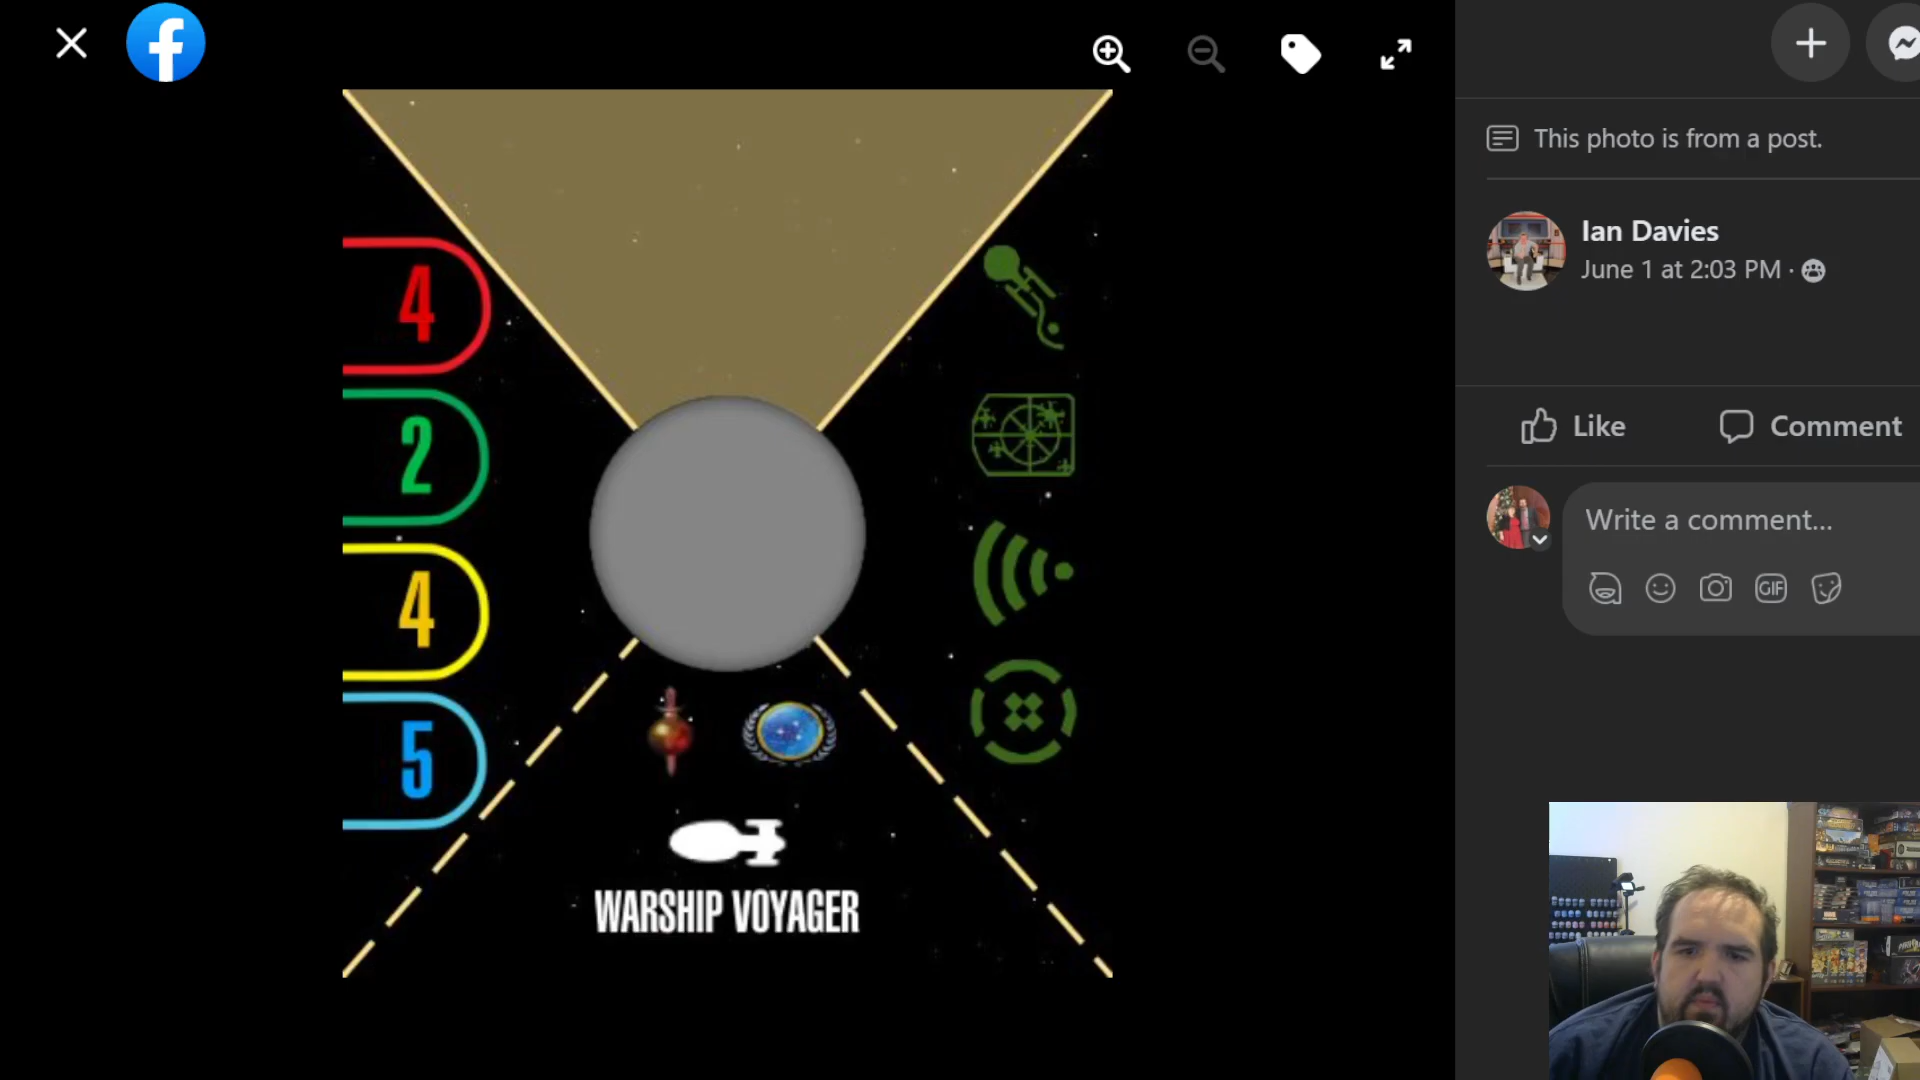 This photo is from a post.
Ian Davies
June 1 at 2:03 PM ·
Like
Comment
Write a comment...
GIF
4
2
4
5
WARSHIP VOYAGER